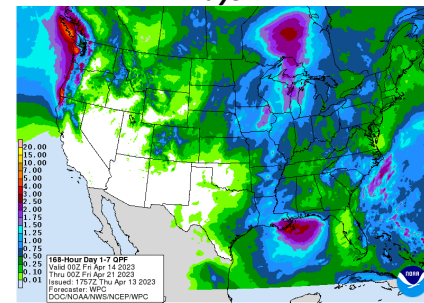 20.00
15.00
10.00
7.00
5.00
4.00
3.00
2.50
2.00
1.75
1.50
1.25
1.00
0.75
0.50
0.25
0.10
0.01
168-Hour Day 1-7 QPF
Valid 00Z Fri Apr 14 2023
Thru 00Z Fri Apr 21 2023
Issued: 1757Z Thu Apr 13 2023
Forecaster: WPC
DOC/NOAA/NWS/NCEP/WPC
NOAA